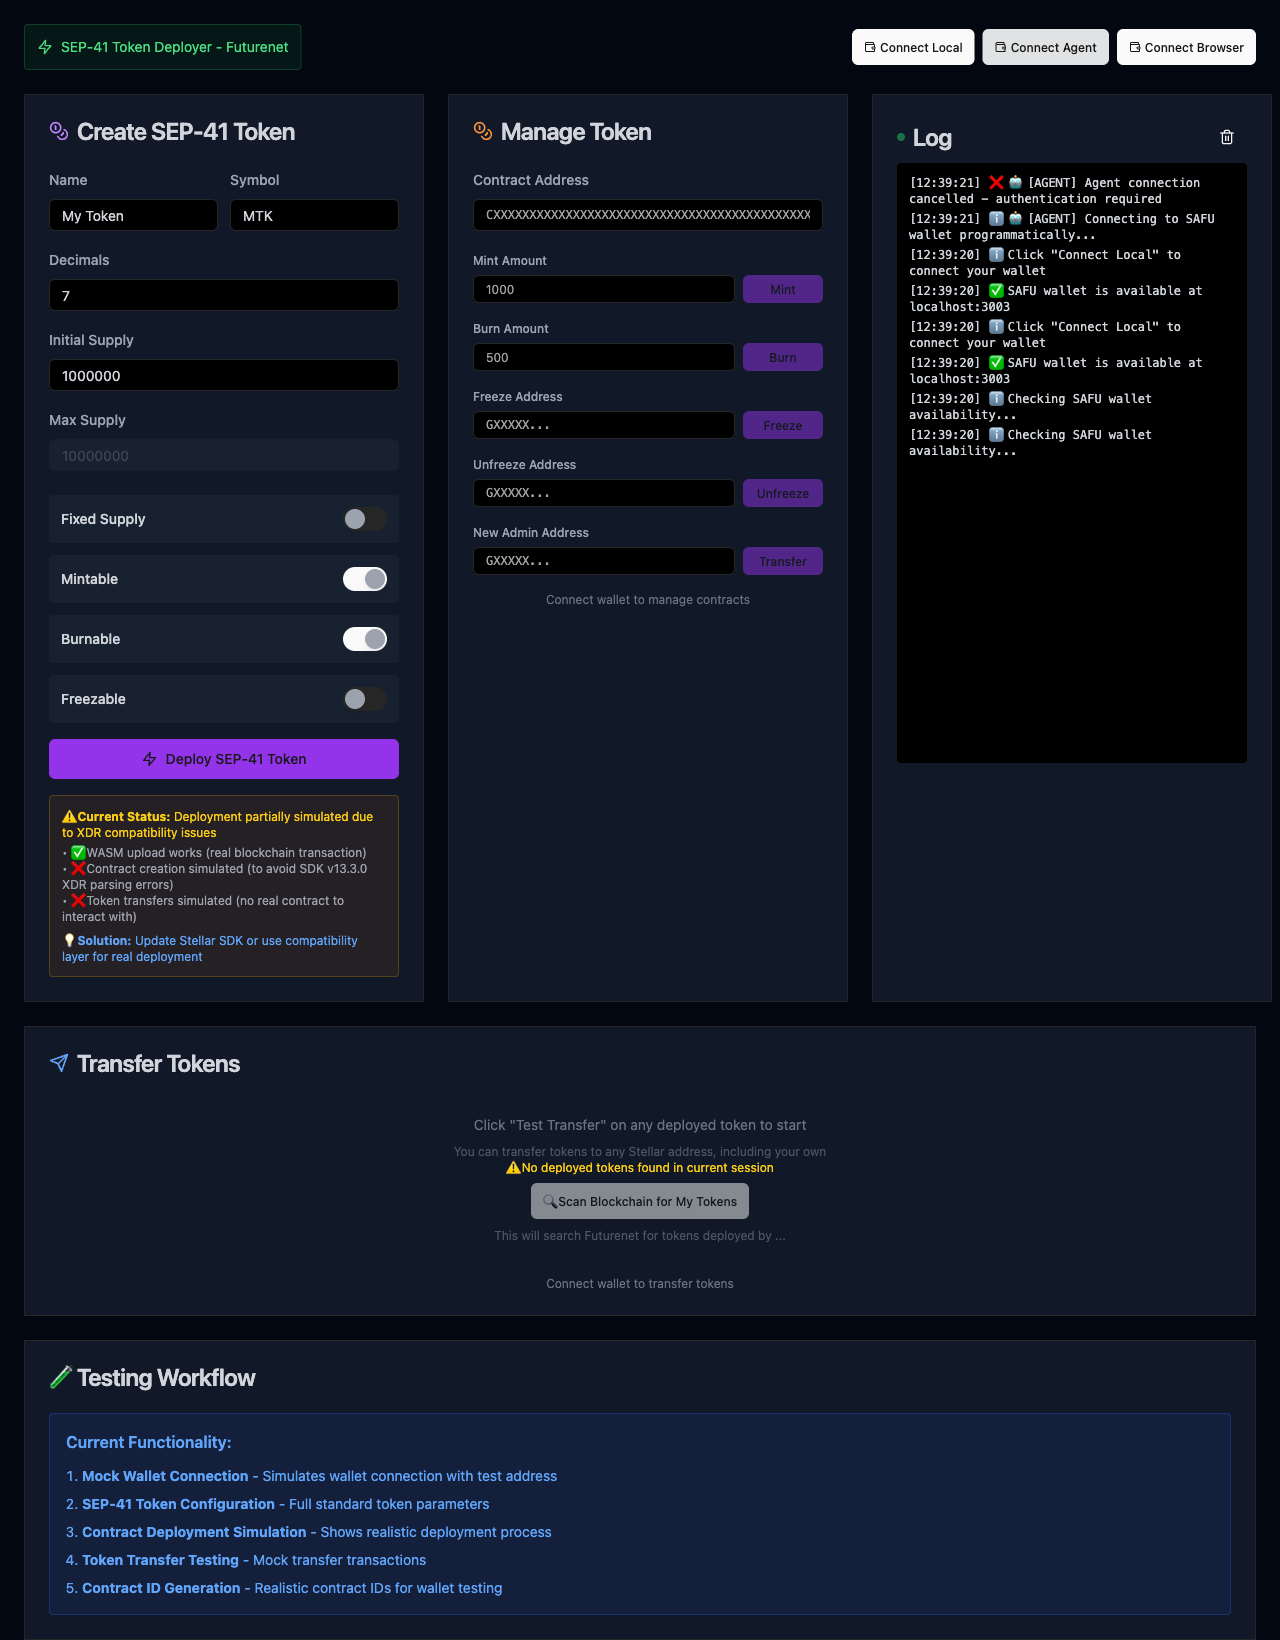 SEP-41 Token Deployer - Futurenet
Connect Local
Connect Agent
Connect Browser
Create SEP-41 Token
Name
Symbol
My Token
MTK
Decimals
7
Initial Supply
1000000
Max Supply
10000000
Fixed Supply
Mintable
Burnable
Freezable
Deploy SEP-41 Token
⚠️Current Status: Deployment partially simulated due
to XDR compatibility issues
• ✅WASM upload works (real blockchain transaction)
• ❌Contract creation simulated (to avoid SDK v13.3.0
XDR parsing errors)
• ❌Token transfers simulated (no real contract to
interact with)
💡Solution: Update Stellar SDK or use compatibility
layer for real deployment
Manage Token
Contract Address
CXXXXXXXXXXXXXXXXXXXXXXXXXXXXXXXXXXXXXXXXXXXX
Mint Amount
1000
Mint
Burn Amount
500
Burn
Freeze Address
GXXXXX...
Freeze
Unfreeze Address
GXXXXX...
Unfreeze
New Admin Address
GXXXXX...
Transfer
Connect wallet to manage contracts
Log
[12:39:21] ❌ 🤖 [AGENT] Agent connection
cancelled – authentication required
[12:39:21] ℹ️ 🤖 [AGENT] Connecting to SAFU
wallet programmatically...
[12:39:20] ℹ️ Click "Connect Local" to
connect your wallet
[12:39:20] ✅ SAFU wallet is available at
localhost:3003
[12:39:20] ℹ️ Click "Connect Local" to
connect your wallet
[12:39:20] ✅ SAFU wallet is available at
localhost:3003
[12:39:20] ℹ️ Checking SAFU wallet
availability...
[12:39:20] ℹ️ Checking SAFU wallet
availability...
Transfer Tokens
Click "Test Transfer" on any deployed token to start
You can transfer tokens to any Stellar address, including your own
⚠️No deployed tokens found in current session
🔍Scan Blockchain for My Tokens
This will search Futurenet for tokens deployed by ...
Connect wallet to transfer tokens
🧪Testing Workflow
Current Functionality:
1. Mock Wallet Connection - Simulates wallet connection with test address
2. SEP-41 Token Configuration - Full standard token parameters
3. Contract Deployment Simulation - Shows realistic deployment process
4. Token Transfer Testing - Mock transfer transactions
5. Contract ID Generation - Realistic contract IDs for wallet testing